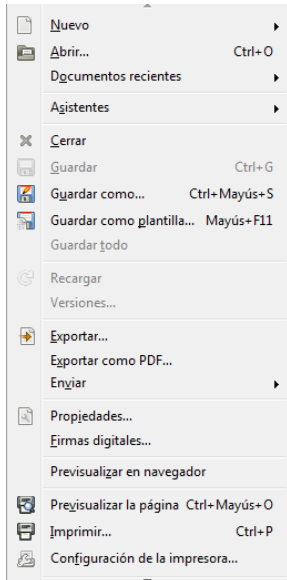 Nuevo
Abrir... Ctrl+O
Documentos recientes
Asistentes
Cerrar
Guardar Ctrl+G
Guardar como... Ctrl+Mayús+S
Guardar como plantilla... Mayús+F11
Guardar todo
Recargar
Versiones...
Exportar...
Exportar como PDF...
Enviar
Propiedades...
Firmas digitales...
Previsualizar en navegador
Previsualizar la página Ctrl+Mayús+O
Imprimir... Ctrl+P
Configuración de la impresora...